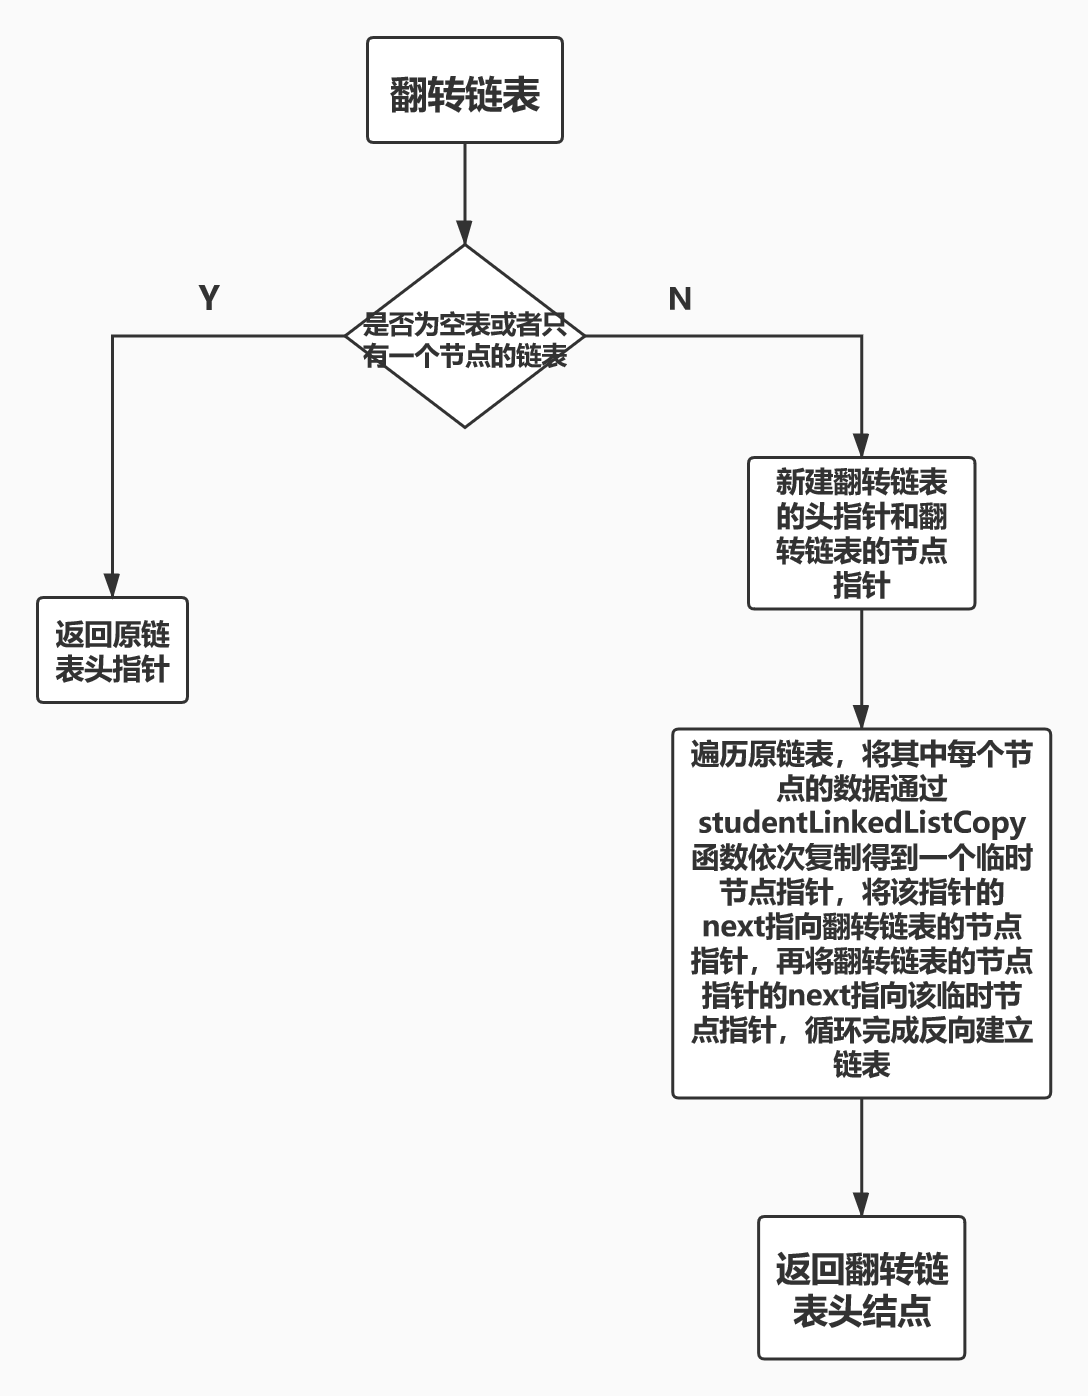 翻转链表
Y
N
是否为空表或者只
有一个节点的链表
新建翻转链表
的头指针和翻
转链表的节点
指针
返回原链
表头指针
遍历原链表，将其中每个节
点的数据通过
studentLinkedListCopy
函数依次复制得到一个临时
节点指针，将该指针的
next指向翻转链表的节点
指针，再将翻转链表的节点
指针的next指向该临时节
点指针，循环完成反向建立
链表
返回翻转链
表头结点